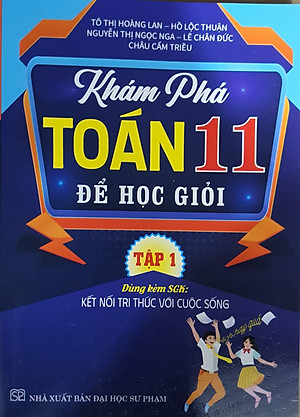 TÔ THỊ HOÀNG LAN – HỒ LỘC THUẬN
NGUYỄN THỊ NGỌC NGA – LÊ CHÂN ĐỨC
CHÂU CẨM TRIỀU
Khám Phá
TOÁN 11
ĐỂ HỌC GIỎI
TẬP 1
Dùng kèm SGK:
KẾT NỐI TRI THỨC VỚI CUỘC SỐNG
NHÀ XUẤT BẢN ĐẠI HỌC SƯ PHẠM